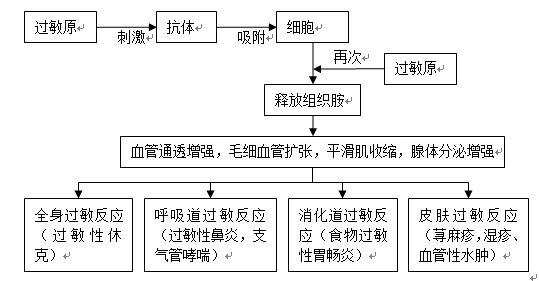 过敏原
刺激
抗体
吸附
细胞
再次
过敏原
释放组织胺
血管通透增强，毛细血管扩张，平滑肌收缩，腺体分泌增强
全身过敏反应
（过敏性休
克）
呼吸道过敏反应
（过敏性鼻炎，支
气管哮喘）
消化道过敏反
应（食物过敏
性胃畅炎）
皮肤过敏反应
（荨麻疹，湿疹、
血管性水肿）